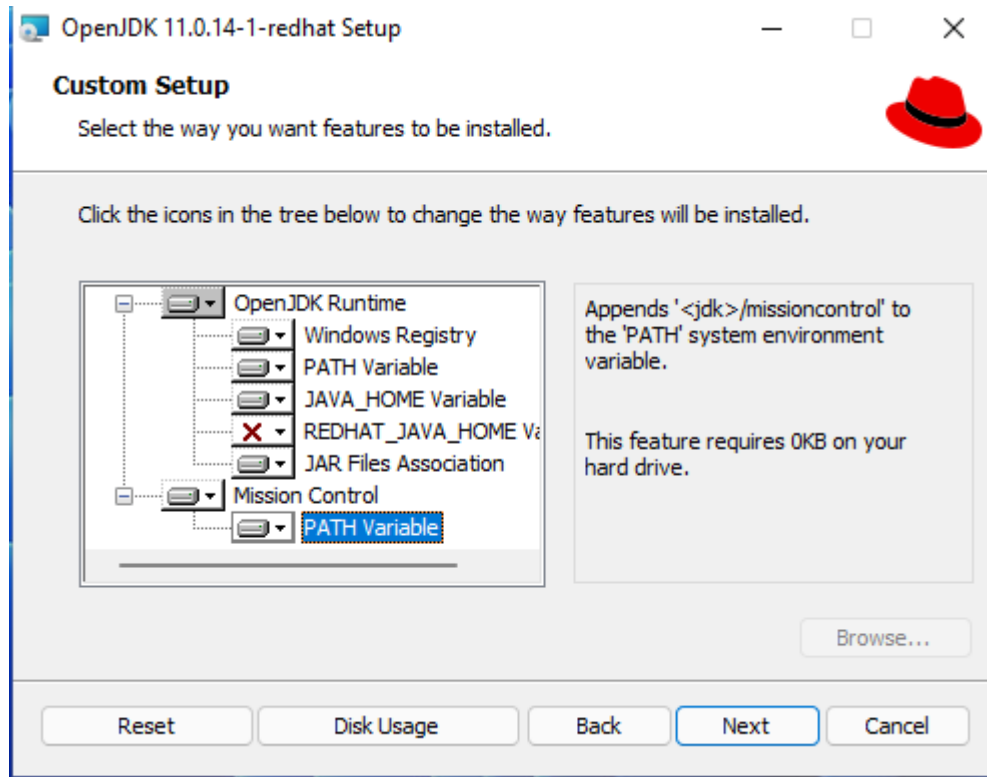 OpenJDK 11.0.14-1-redhat Setup
Custom Setup
Select the way you want features to be installed.
Click the icons in the tree below to change the way features will be installed.
OpenJDK Runtime
Windows Registry
PATH Variable
JAVA_HOME Variable
REDHAT_JAVA_HOME Va
JAR Files Association
Mission Control
PATH Variable
Appends '<jdk>/missioncontrol' to
the 'PATH' system environment
variable.
This feature requires 0KB on your
hard drive.
Browse...
Reset
Disk Usage
Back
Next
Cancel